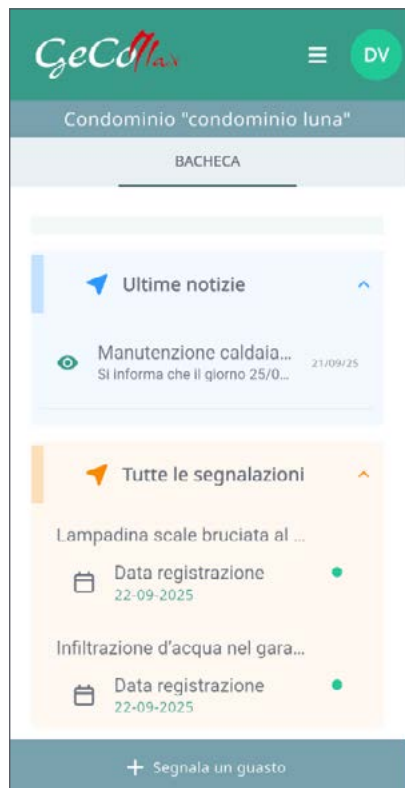 GeCoMax
DV
Condominio "condominio luna"
BACHECA
Ultime notizie
Manutenzione caldaia...
21/09/25
Si informa che il giorno 25/0...
Tutte le segnalazioni
Lampadina scale bruciata al ...
Data registrazione
22-09-2025
Infiltrazione d'acqua nel gara...
Data registrazione
22-09-2025
+ Segnala un guasto